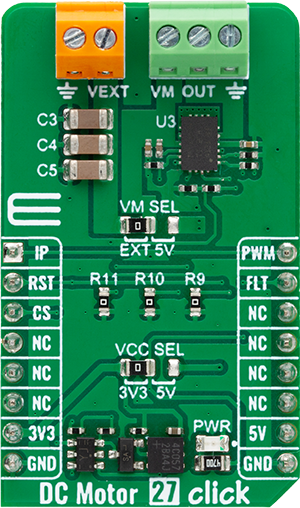 ⏚ VEXT VM OUT ⏚
C3 U3
C4
C5
VM SEL
EXT 5V
IP PWM
RST FLT
R11 R10 R9
CS NC
NC NC
NC NC
VCC SEL
3V3 5V
NC NC
PWR
3V3 5V
GND GND
DC Motor 27 click